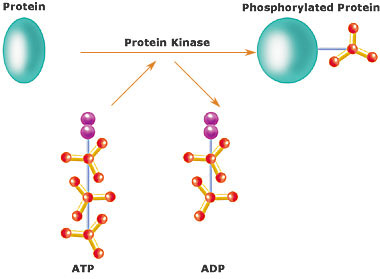 Protein
Phosphorylated Protein
Protein Kinase
ATP
ADP